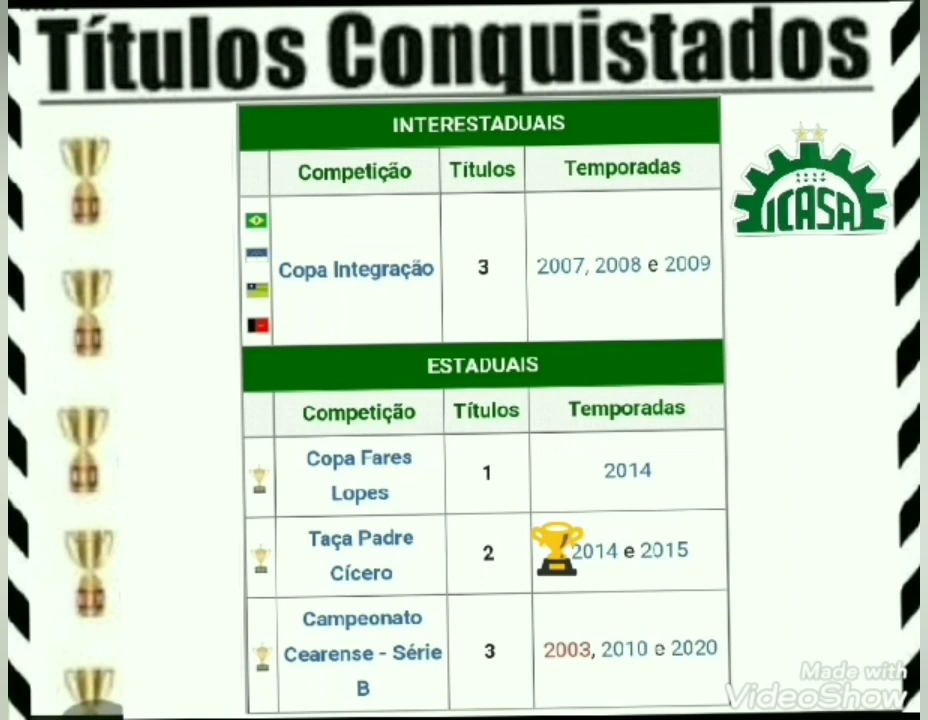 Títulos Conquistados
INTERESTADUAIS
Competição Títulos Temporadas
Copa Integração 3 2007, 2008 e 2009
ICASA
ESTADUAIS
Competição Títulos Temporadas
Copa Fares
Lopes
1 2014
Taça Padre
Cícero
2 2014 e 2015
Campeonato
Cearense - Série
B
3 2003, 2010 e 2020
Made with
VideoShow